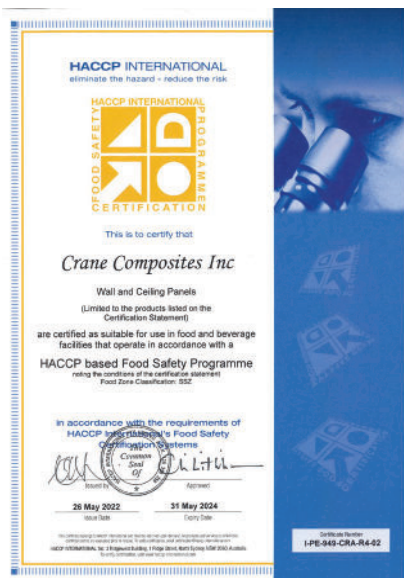 HACCP INTERNATIONAL
eliminate the hazard - reduce the risk
HACCP INTERNATIONAL
FOOD SAFETY
PROGRAMME
CERTIFICATION
This is to certify that
Crane Composites Inc
Wall and Ceiling Panels
(Limited to the products listed on the
Certification Statement)
are certified as suitable for use in food and beverage
facilities that operate in accordance with a
HACCP based Food Safety Programme
noting the conditions of the certification statement
Food Zone Classification: SSZ
in accordance with the requirements of
HACCP International's Food Safety
Certification Systems
The
Common
Seal
Of
Issued by
Approved
26 May 2022
31 May 2024
Issue Date
Expiry Date
Certificate Number
I-PE-949-CRA-R4-02